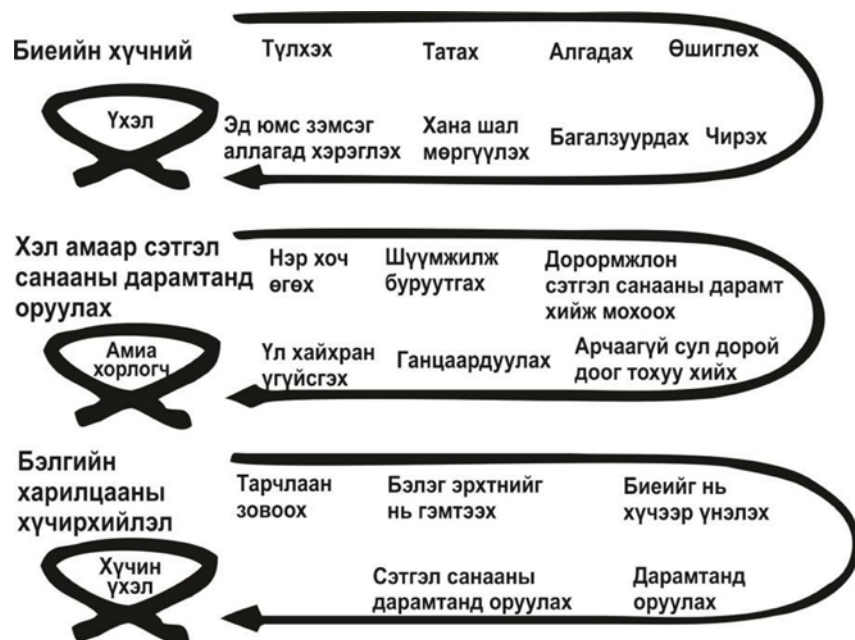 Биеийн хүчний
Түлхэх
Татах
Алгадах
Өшиглөх
Үхэл
Эд юмс зэмсэг
аллагад хэрэглэх
Хана шал
мөргүүлэх
Багалзуурдах
Чирэх
Хэл амаар сэтгэл
санааны дарамтанд
оруулах
Нэр хоч
өгөх
Шүүмжилж
буруутгах
Дорормжлон
сэтгэл санааны дарамт
хийж мохоох
Амиа
хорлогч
Үл хайхран
үгүйсгэх
Ганцаардуулах
Арчаагүй сул дорой
доог тохуу хийх
Бэлгийн
харилцааны
хүчирхийлэл
Тарчлаан
зовоох
Бэлэг эрхтнийг
нь гэмтээх
Биеийг нь
хүчээр үнэлэх
Хүчин
үхэл
Сэтгэл санааны
дарамтанд оруулах
Дарамтанд
оруулах